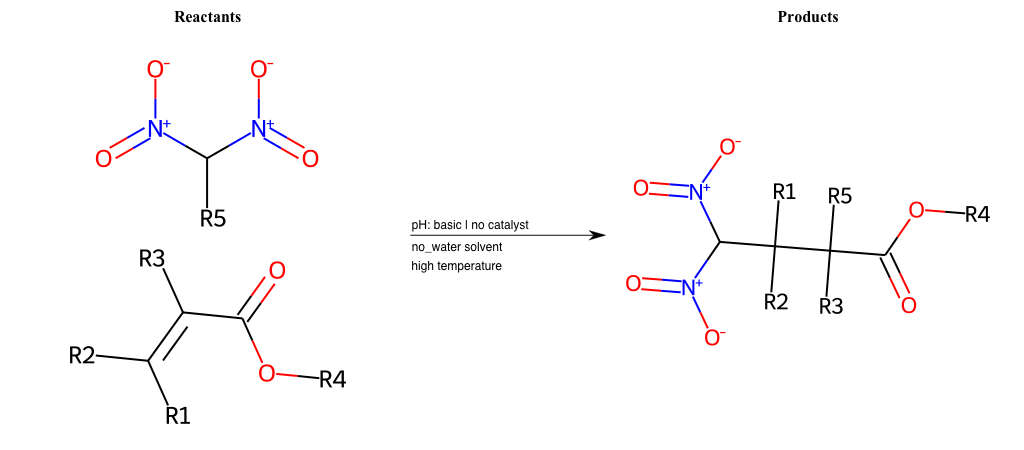 Reactants
Products
O-
O-
N+
N+
O
O
R5
R3
O
R2
O
R4
R1
pH: basic | no catalyst
no_water solvent
high temperature
O-
O
N+
R1
R5
O
R4
O
N+
R2
R3
O
O-